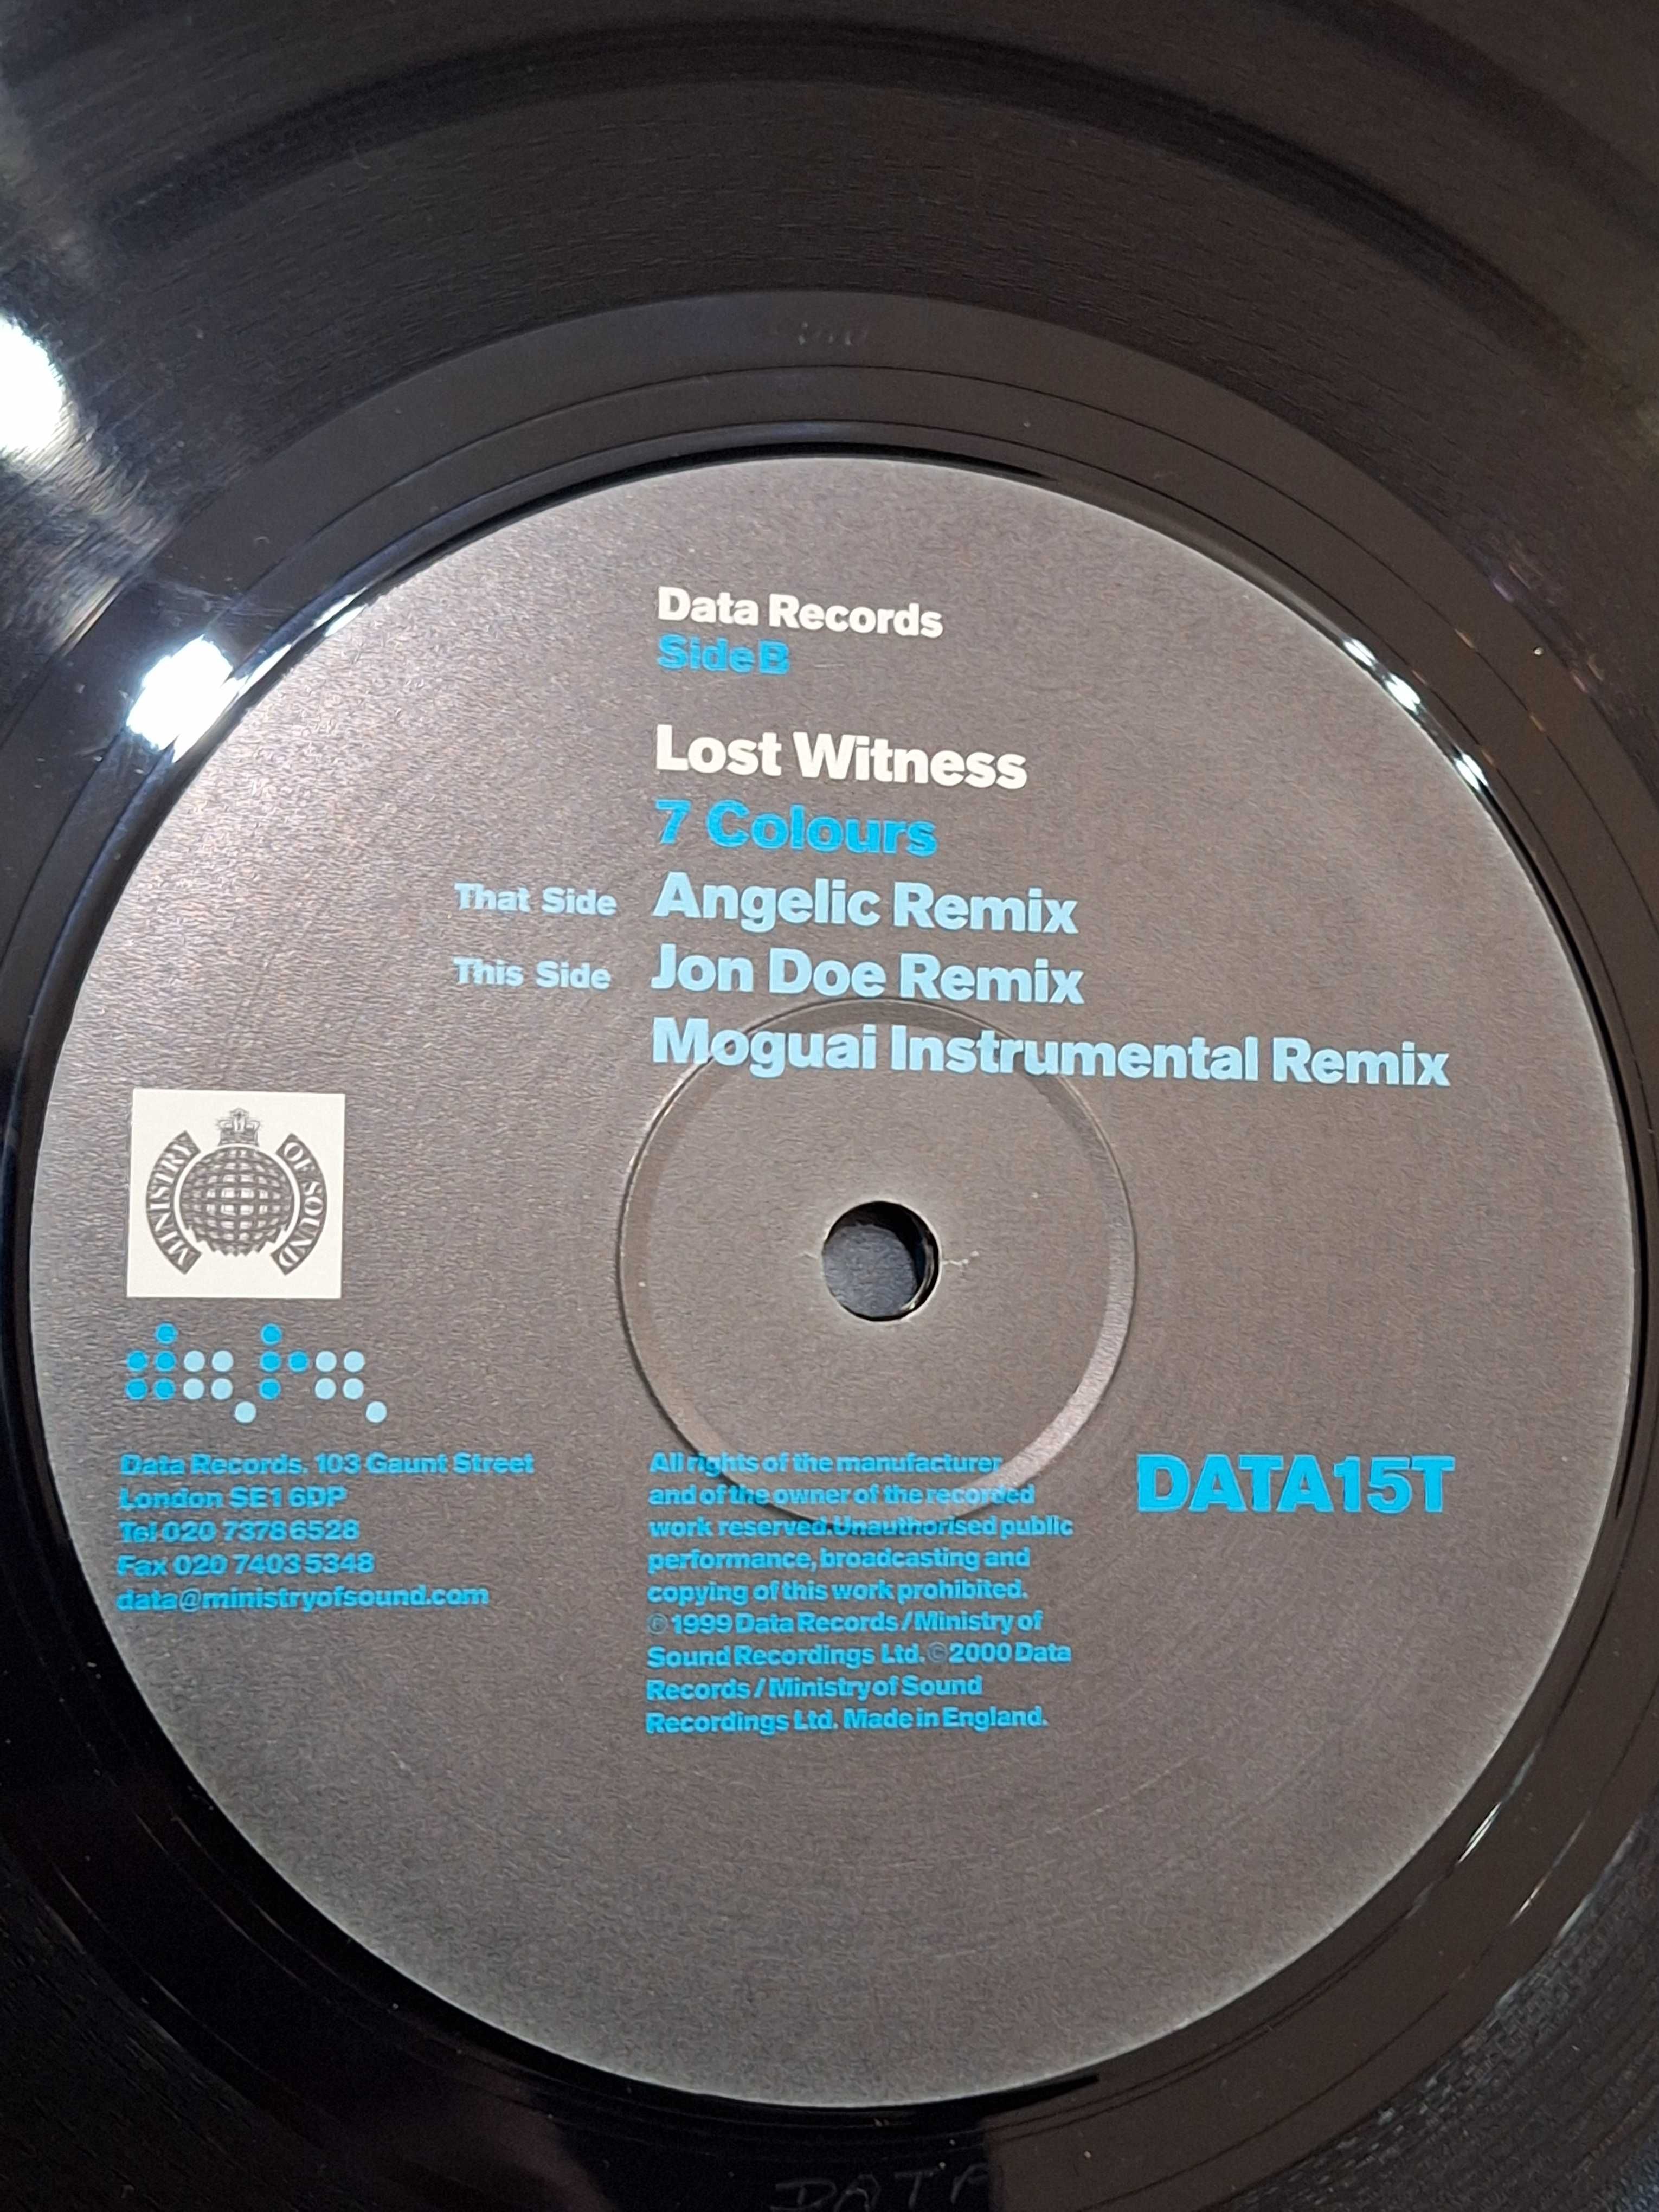 Data Records
Side B
Lost Witness
7 Colours
That Side Angelic Remix
This Side Jon Doe Remix
Moguai Instrumental Remix
MINISTRY OF SOUND
data
Data Records. 103 Gaunt Street
London SE1 6DP
Tel 020 7378 6528
Fax 020 7403 5348
data@ministryofsound.com
All rights of the manufacturer
and of the owner of the recorded
work reserved. Unauthorised public
performance, broadcasting and
copying of this work prohibited.
℗ 1999 Data Records / Ministry of
Sound Recordings Ltd. © 2000 Data
Records / Ministry of Sound
Recordings Ltd. Made in England.
DATA15T
DATA